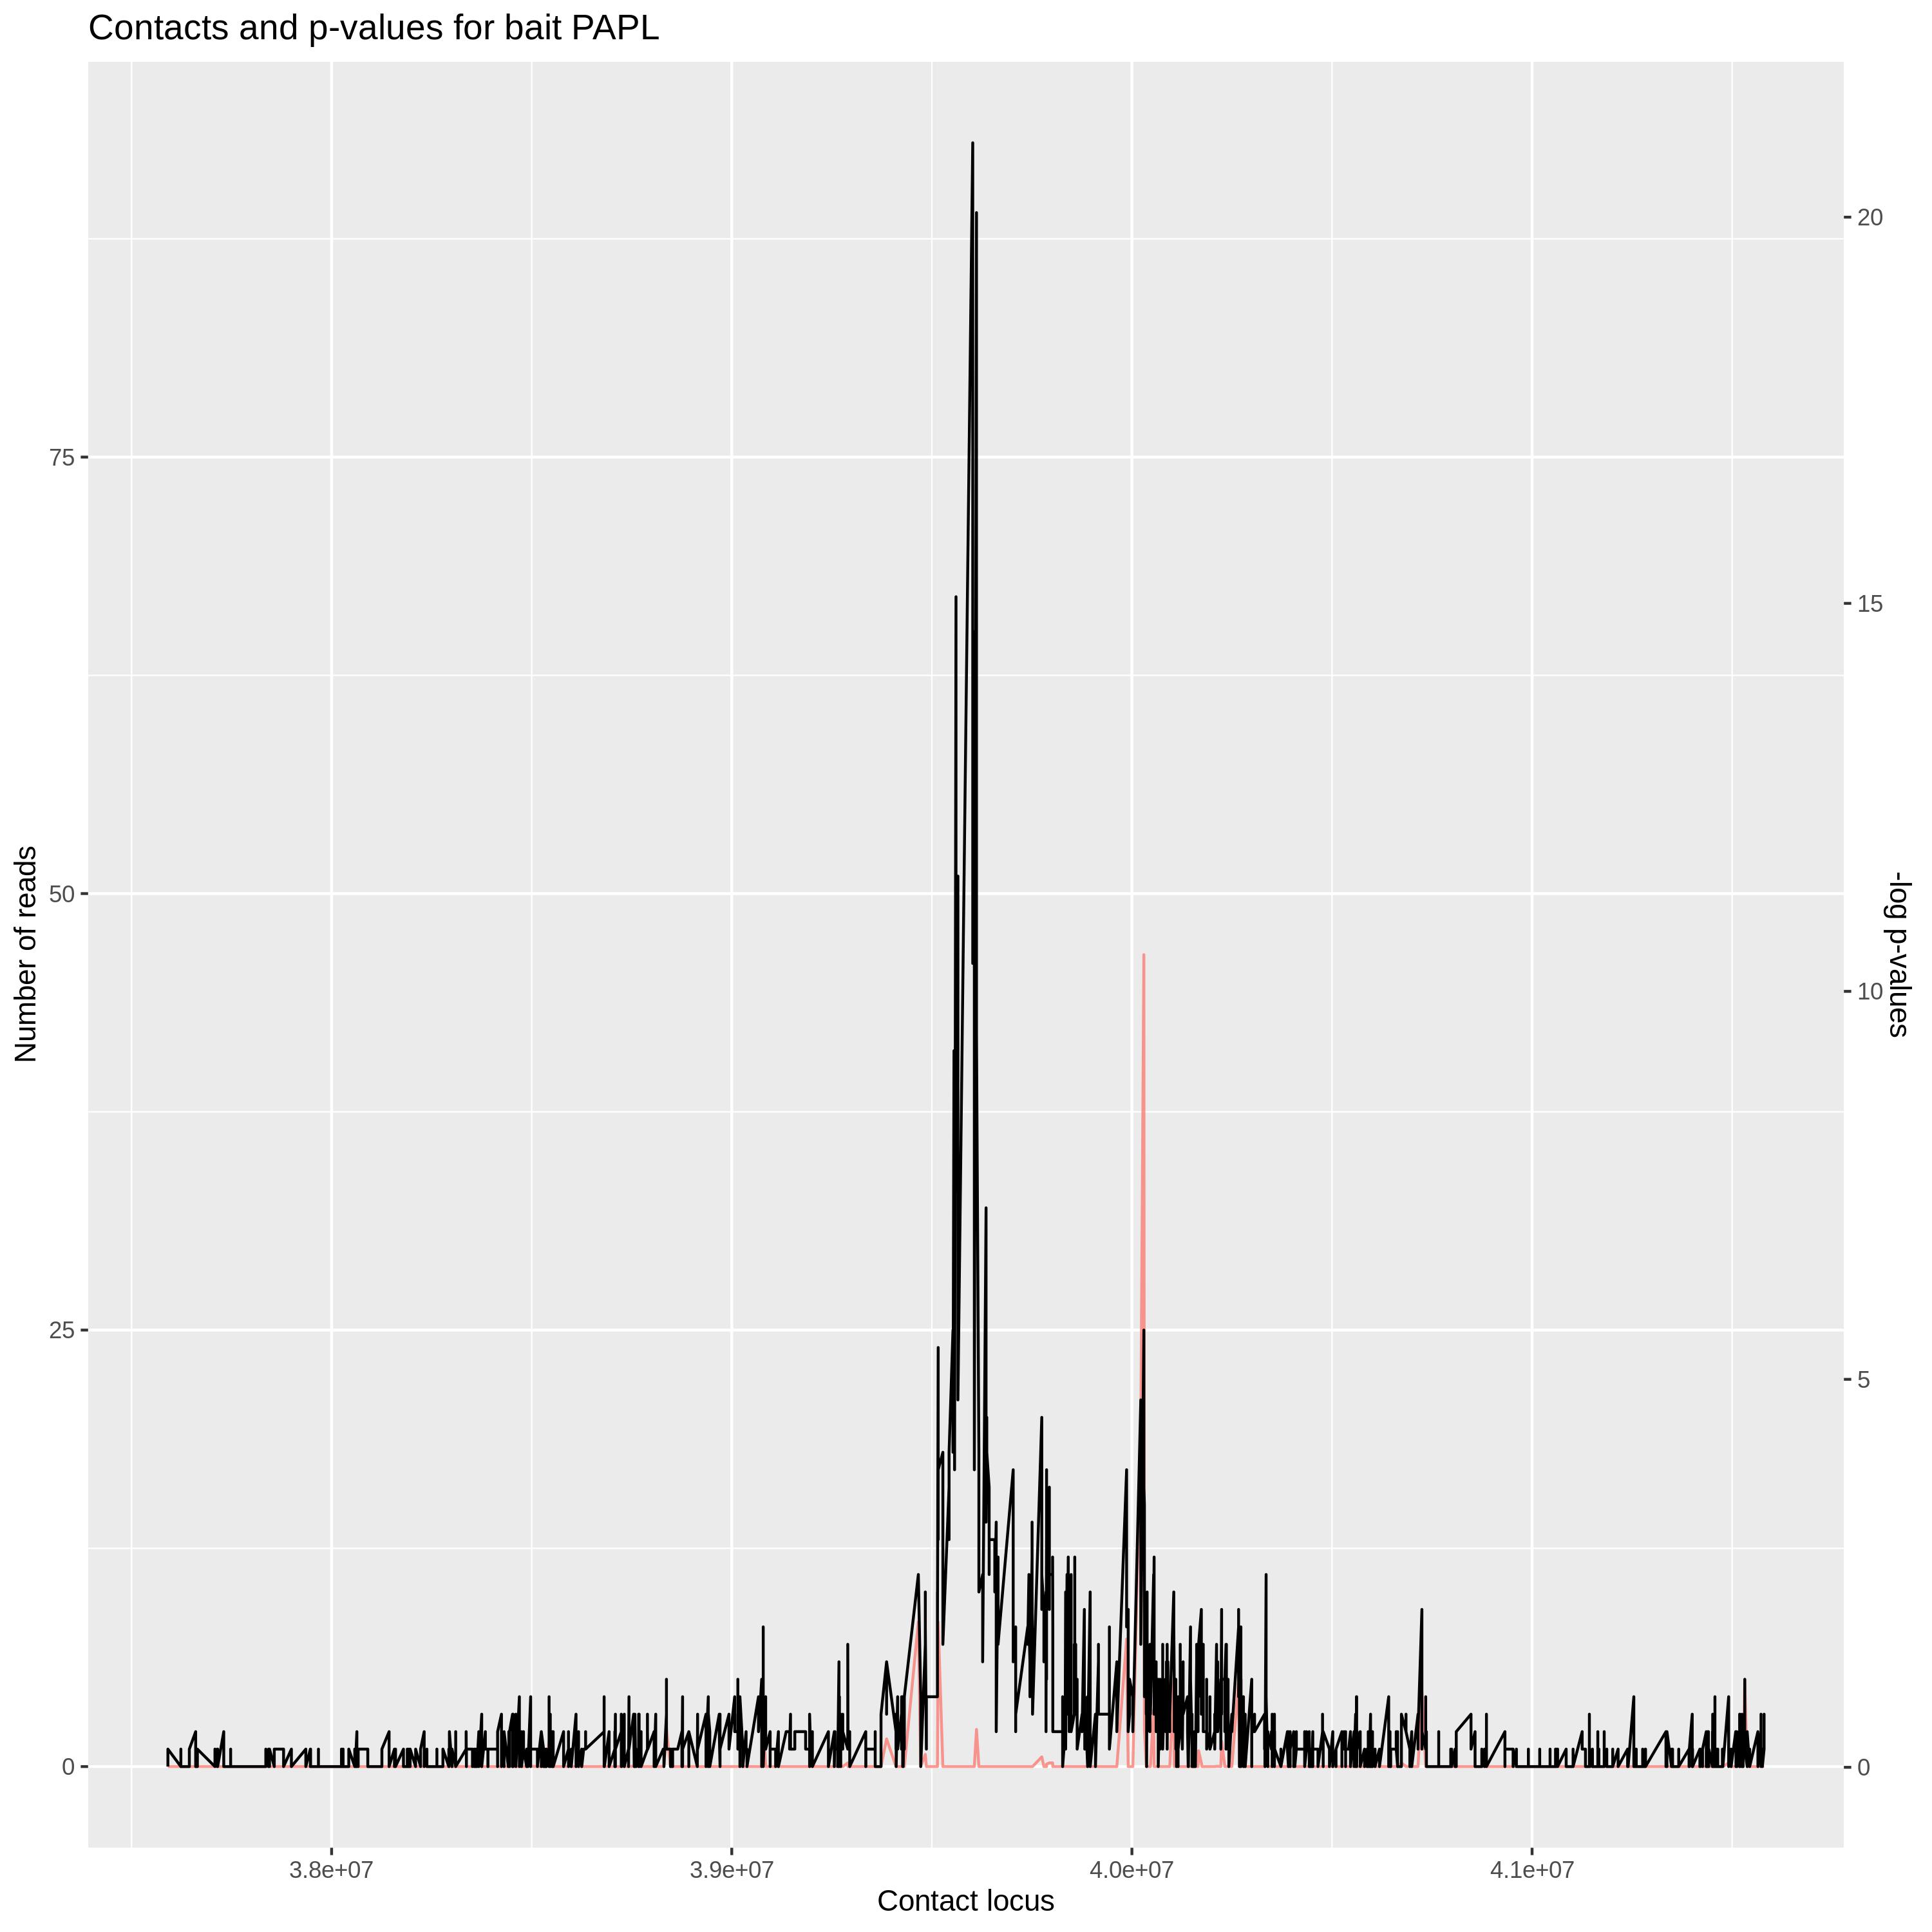 Contacts and p-values for bait PAPL
75
50
25
0
Number of reads
20
15
10
5
0
-log p-values
3.8e+07
3.9e+07
4.0e+07
4.1e+07
Contact locus